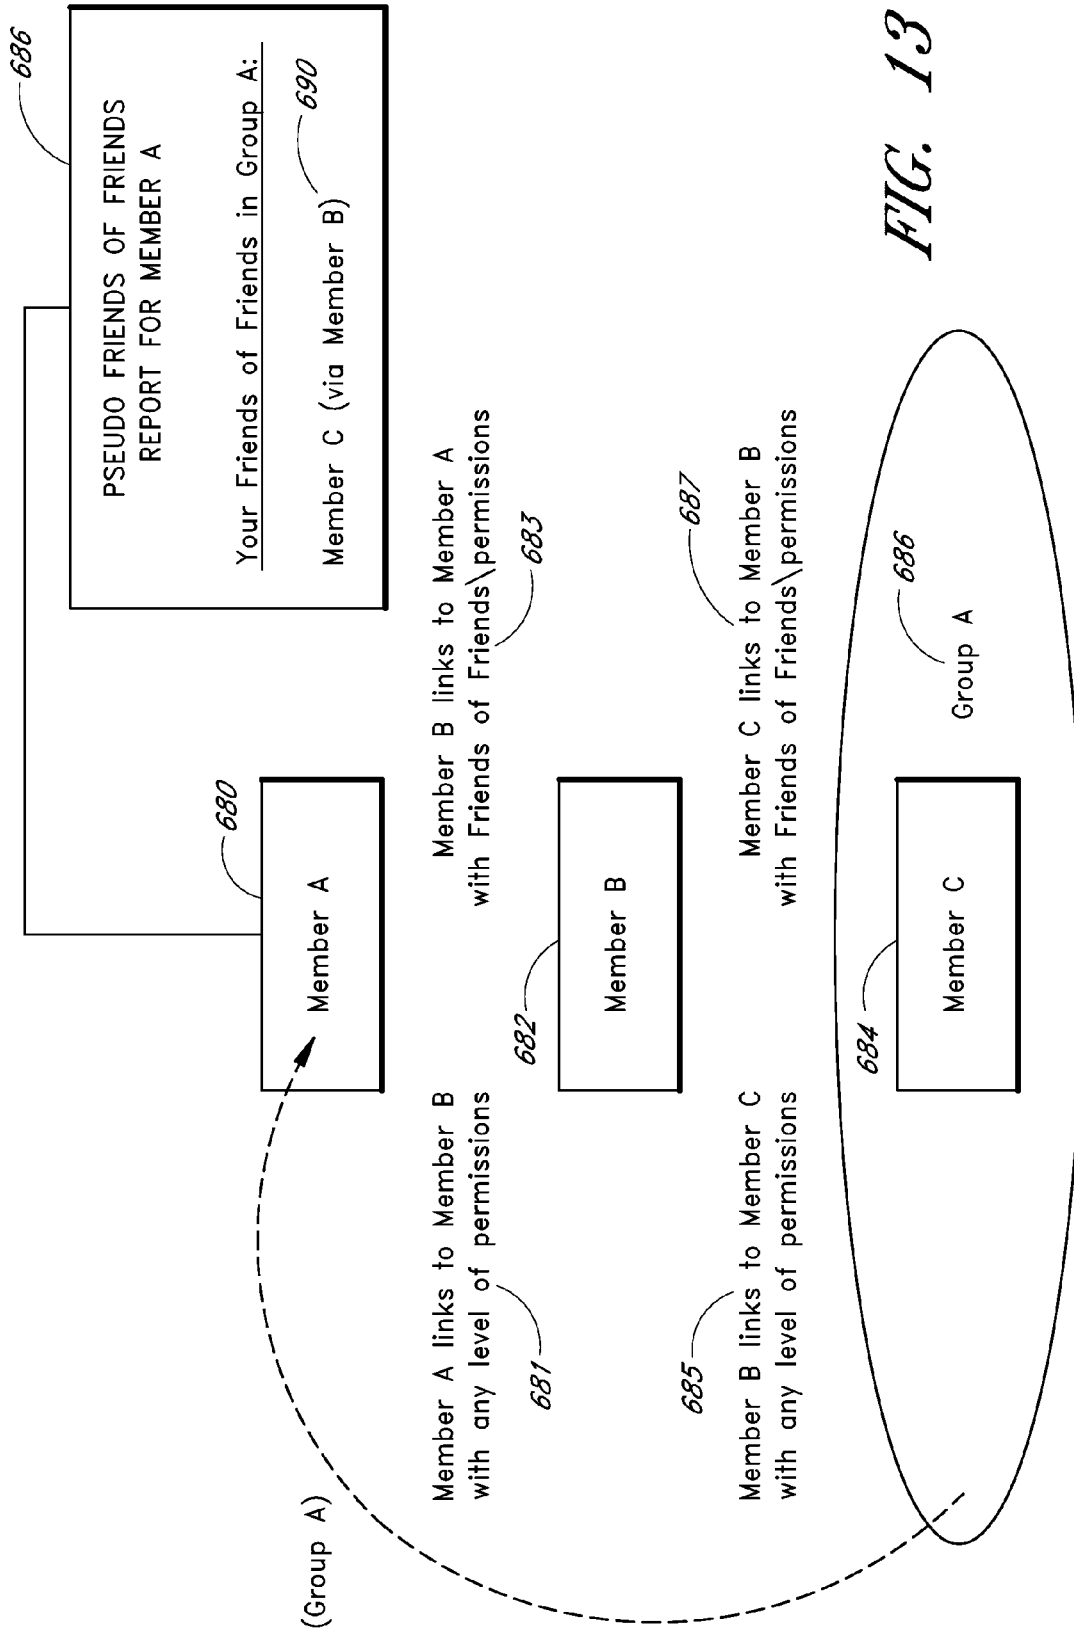 686
PSEUDO FRIENDS OF FRIENDS
REPORT FOR MEMBER A
Your Friends of Friends in Group A:
Member C (via Member B)
690
680
Member A
(Group A)
Member A links to Member B
with any level of permissions
681
Member B links to Member A
with Friends of Friends\permissions
683
682
Member B
Member B links to Member C
with any level of permissions
685
Member C links to Member B
with Friends of Friends\permissions
687
684
Member C
Group A
686
FIG. 13